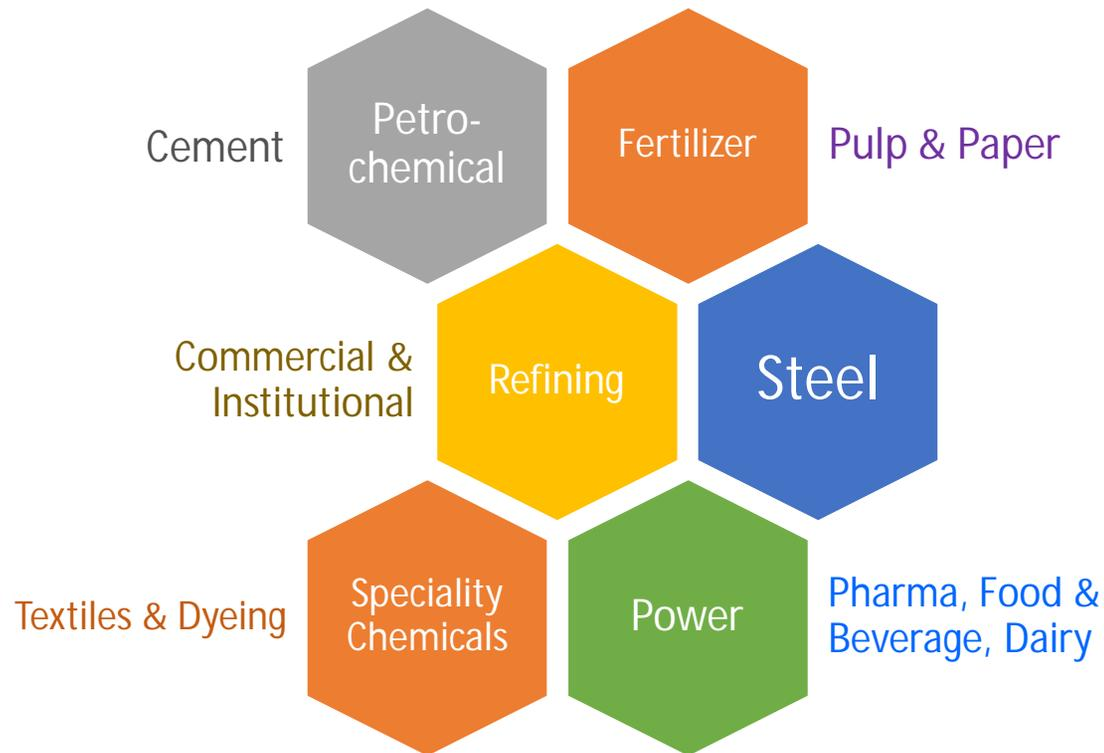 Cement
Petro-
chemical
Fertilizer
Pulp & Paper
Commercial &
Institutional
Refining
Steel
Textiles & Dyeing
Speciality
Chemicals
Power
Pharma, Food &
Beverage, Dairy